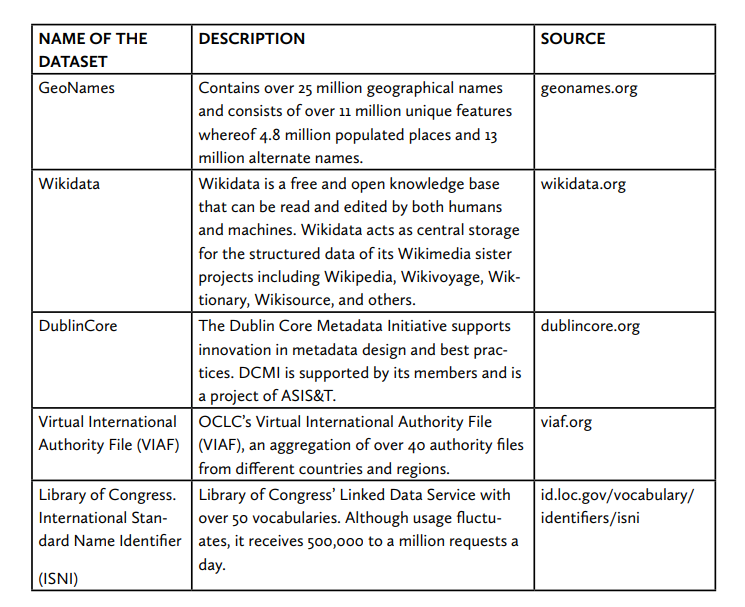 NAME OF THE
DATASET
DESCRIPTION
SOURCE
GeoNames
Contains over 25 million geographical names
and consists of over 11 million unique features
whereof 4.8 million populated places and 13
million alternate names.
geonames.org
Wikidata
Wikidata is a free and open knowledge base
that can be read and edited by both humans
and machines. Wikidata acts as central storage
for the structured data of its Wikimedia sister
projects including Wikipedia, Wikivoyage, Wik-
tionary, Wikisource, and others.
wikidata.org
DublinCore
The Dublin Core Metadata Initiative supports
innovation in metadata design and best prac-
tices. DCMI is supported by its members and is
a project of ASIS&T.
dublincore.org
Virtual International
Authority File (VIAF)
OCLC’s Virtual International Authority File
(VIAF), an aggregation of over 40 authority files
from different countries and regions.
viaf.org
Library of Congress.
International Stan-
dard Name Identifier
(ISNI)
Library of Congress’ Linked Data Service with
over 50 vocabularies. Although usage fluctu-
ates, it receives 500,000 to a million requests a
day.
id.loc.gov/vocabulary/
identifiers/isni